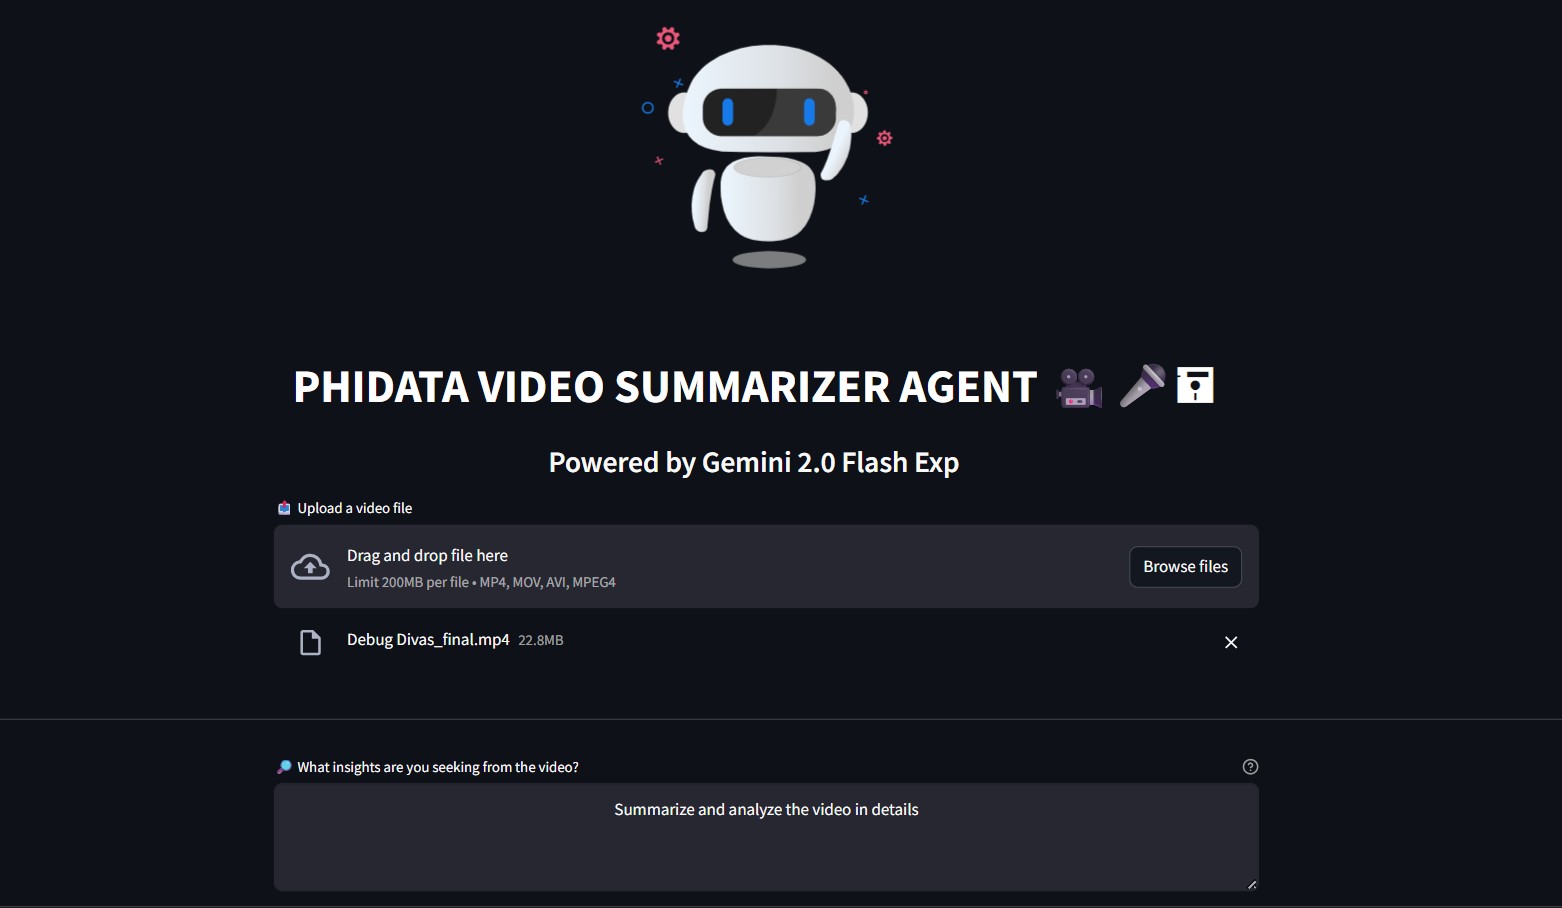 PHIDATA VIDEO SUMMARIZER AGENT 🎥 🎤 🖬
Powered by Gemini 2.0 Flash Exp
📤 Upload a video file
Drag and drop file here
Limit 200MB per file • MP4, MOV, AVI, MPEG4
Browse files
Debug Divas_final.mp4 22.8MB
🔎 What insights are you seeking from the video?
Summarize and analyze the video in details